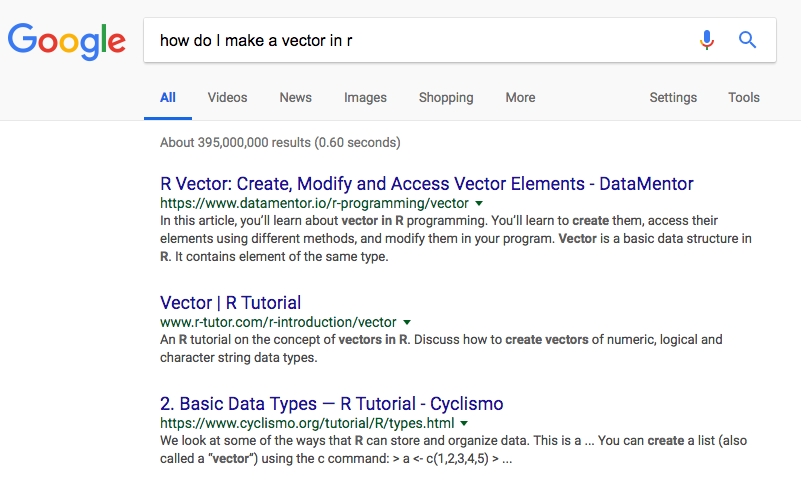 Google
how do I make a vector in r
All Videos News Images Shopping More Settings Tools
About 395,000,000 results (0.60 seconds)
R Vector: Create, Modify and Access Vector Elements - DataMentor
https://www.datamentor.io/r-programming/vector
In this article, you’ll learn about vector in R programming. You’ll learn to create them, access their
elements using different methods, and modify them in your program. Vector is a basic data structure in
R. It contains element of the same type.
Vector | R Tutorial
www.r-tutor.com/r-introduction/vector
An R tutorial on the concept of vectors in R. Discuss how to create vectors of numeric, logical and
character string data types.
2. Basic Data Types — R Tutorial - Cyclismo
https://www.cyclismo.org/tutorial/R/types.html
We look at some of the ways that R can store and organize data. This is a ... You can create a list (also
called a “vector”) using the c command: > a <- c(1,2,3,4,5) > ...